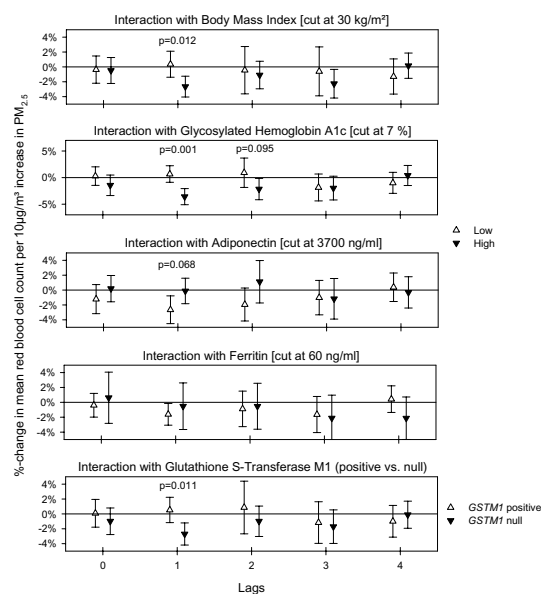 Interaction with Body Mass Index [cut at 30 kg/m²]
4%
2%
0%
-2%
-4%
p=0.012
Interaction with Glycosylated Hemoglobin A1c [cut at 7 %]
5%
0%
-5%
p=0.001
p=0.095
Interaction with Adiponectin [cut at 3700 ng/ml]
4%
2%
0%
-2%
-4%
p=0.068
Interaction with Ferritin [cut at 60 ng/ml]
4%
2%
0%
-2%
-4%
Interaction with Glutathione S-Transferase M1 (positive vs. null)
4%
2%
0%
-2%
-4%
p=0.011
0 1 2 3 4
Lags
%-change in mean red blood cell count per 10µg/m³ increase in PM2.5
Low
High
GSTM1 positive
GSTM1 null